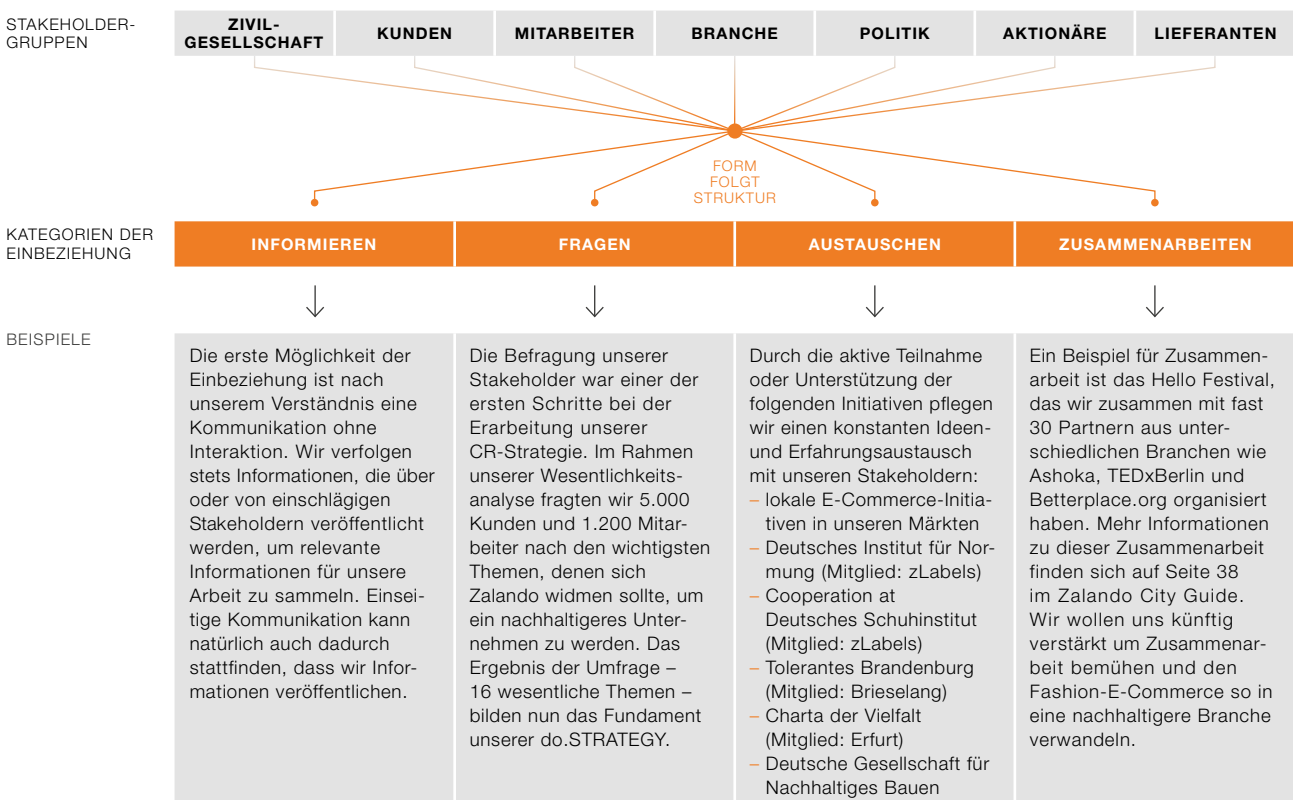 STAKEHOLDER-
GRUPPEN
ZIVIL-
GESELLSCHAFT
KUNDEN
MITARBEITER
BRANCHE
POLITIK
AKTIONÄRE
LIEFERANTEN
FORM
FOLGT
STRUKTUR
KATEGORIEN DER
EINBEZIEHUNG
INFORMIEREN
FRAGEN
AUSTAUSCHEN
ZUSAMMENARBEITEN
BEISPIELE
Die erste Möglichkeit der
Einbeziehung ist nach
unserem Verständnis eine
Kommunikation ohne
Interaktion. Wir verfolgen
stets Informationen, die über
oder von einschlägigen
Stakeholdern veröffentlicht
werden, um relevante
Informationen für unsere
Arbeit zu sammeln. Einsei-
tige Kommunikation kann
natürlich auch dadurch
stattfinden, dass wir Infor-
mationen veröffentlichen.
Die Befragung unserer
Stakeholder war einer der
ersten Schritte bei der
Erarbeitung unserer
CR-Strategie. Im Rahmen
unserer Wesentlichkeits-
analyse fragten wir 5.000
Kunden und 1.200 Mitar-
beiter nach den wichtigsten
Themen, denen sich
Zalando widmen sollte, um
ein nachhaltigeres Unter-
nehmen zu werden. Das
Ergebnis der Umfrage –
16 wesentliche Themen –
bilden nun das Fundament
unserer do.STRATEGY.
Durch die aktive Teilnahme
oder Unterstützung der
folgenden Initiativen pflegen
wir einen konstanten Ideen-
und Erfahrungsaustausch
mit unseren Stakeholdern:
– lokale E-Commerce-Initia-
tiven in unseren Märkten
– Deutsches Institut für Nor-
mung (Mitglied: zLabels)
– Cooperation at
Deutsches Schuhinstitut
(Mitglied: zLabels)
– Tolerantes Brandenburg
(Mitglied: Brieselang)
– Charta der Vielfalt
(Mitglied: Erfurt)
– Deutsche Gesellschaft für
Nachhaltiges Bauen
Ein Beispiel für Zusammen-
arbeit ist das Hello Festival,
das wir zusammen mit fast
30 Partnern aus unter-
schiedlichen Branchen wie
Ashoka, TEDxBerlin und
Betterplace.org organisiert
haben. Mehr Informationen
zu dieser Zusammenarbeit
finden sich auf Seite 38
im Zalando City Guide.
Wir wollen uns künftig
verstärkt um Zusammenar-
beit bemühen und den
Fashion-E-Commerce so in
eine nachhaltigere Branche
verwandeln.